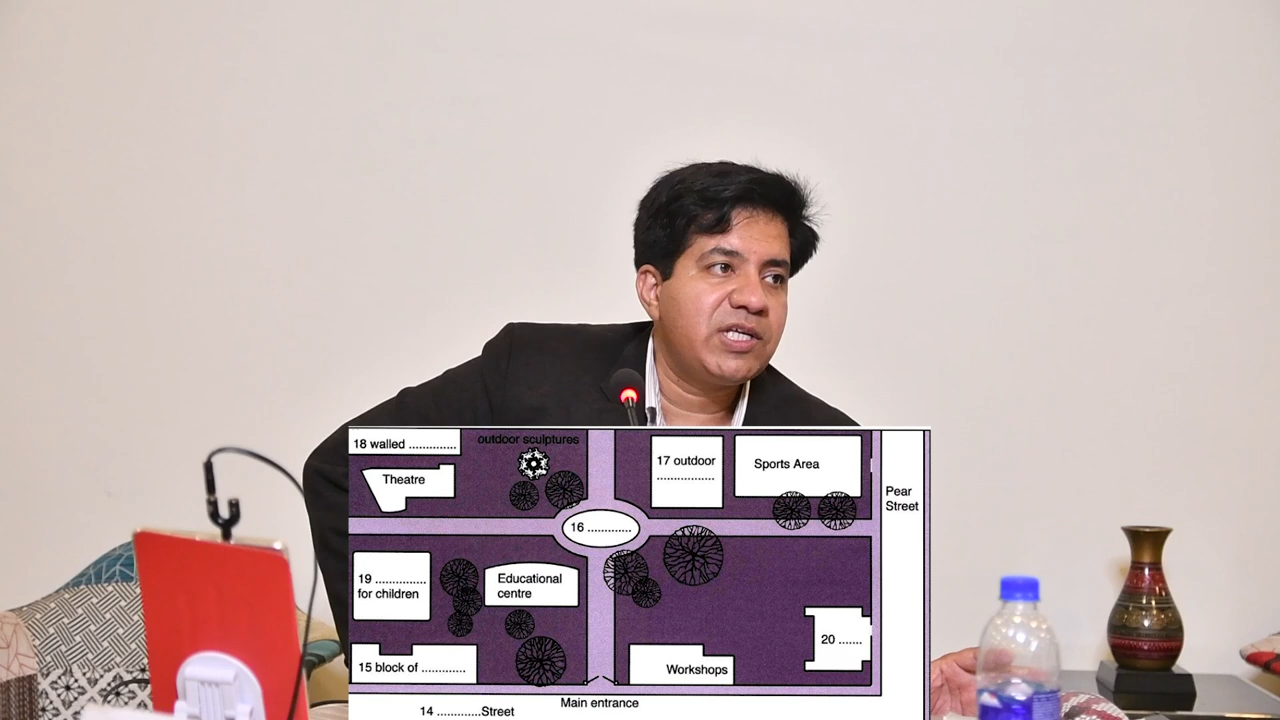 18 walled ..............
outdoor sculptures
Theatre
17 outdoor
.................
Sports Area
Pear
Street
16 .............
19 ...............
for children
Educational
centre
20 .......
15 block of .............
Workshops
Main entrance
14 ............Street